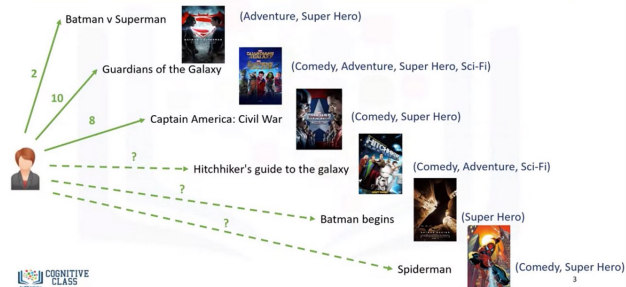 Batman v Superman
(Adventure, Super Hero)
2
Guardians of the Galaxy
(Comedy, Adventure, Super Hero, Sci-Fi)
10
Captain America: Civil War
(Comedy, Super Hero)
8
Hitchhiker's guide to the galaxy
(Comedy, Adventure, Sci-Fi)
?
Batman begins
(Super Hero)
?
Spiderman
(Comedy, Super Hero)
?
COGNITIVE
CLASS
3